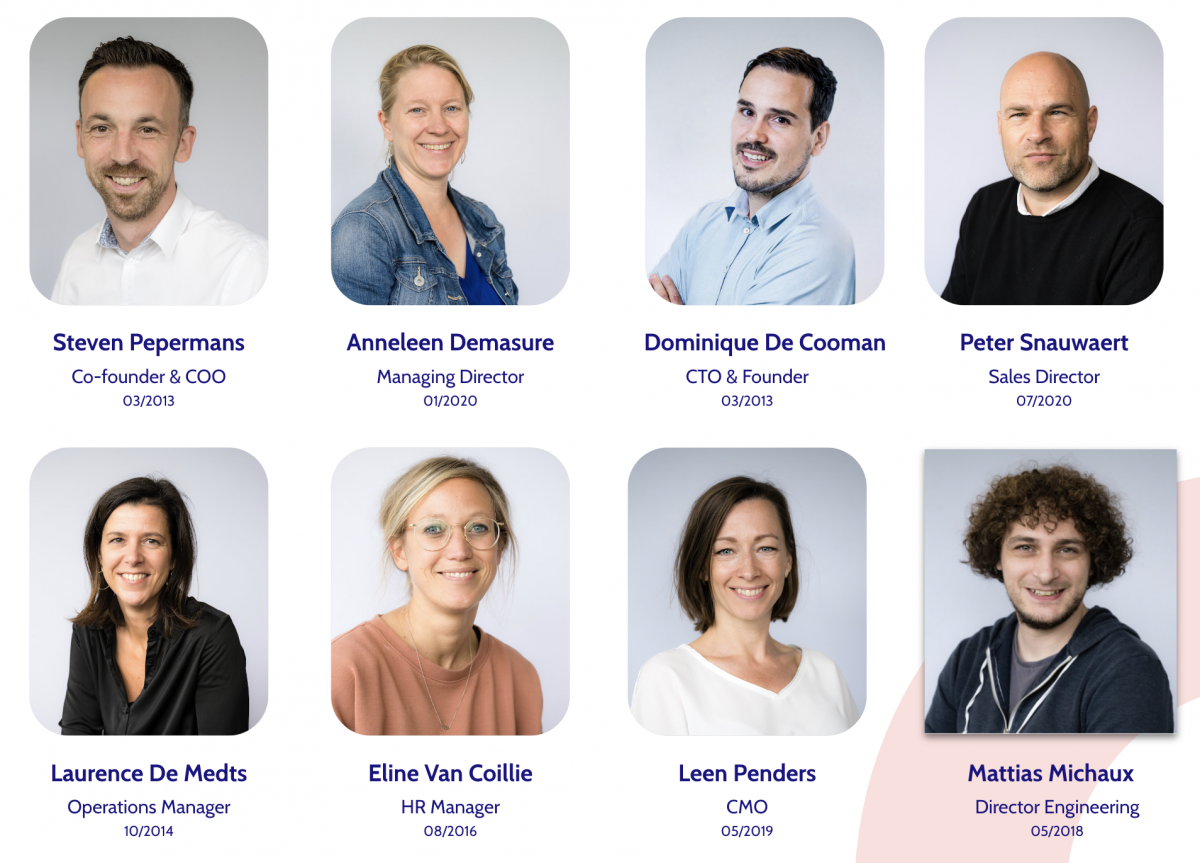 Steven Pepermans
Co-founder & COO
03/2013
Anneleen Demasure
Managing Director
01/2020
Dominique De Cooman
CTO & Founder
03/2013
Peter Snauwaert
Sales Director
07/2020
Laurence De Medts
Operations Manager
10/2014
Eline Van Coillie
HR Manager
08/2016
Leen Penders
CMO
05/2019
Mattias Michaux
Director Engineering
05/2018